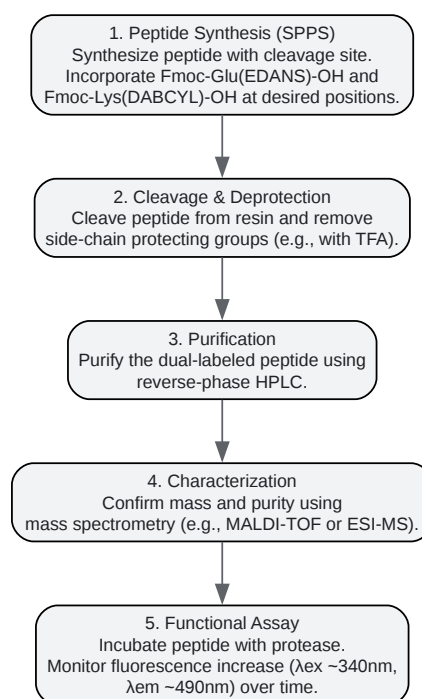 1. Peptide Synthesis (SPPS)
Synthesize peptide with cleavage site.
Incorporate Fmoc-Glu(EDANS)-OH and
Fmoc-Lys(DABCYL)-OH at desired positions.
2. Cleavage & Deprotection
Cleave peptide from resin and remove
side-chain protecting groups (e.g., with TFA).
3. Purification
Purify the dual-labeled peptide using
reverse-phase HPLC.
4. Characterization
Confirm mass and purity using
mass spectrometry (e.g., MALDI-TOF or ESI-MS).
5. Functional Assay
Incubate peptide with protease.
Monitor fluorescence increase (λex ~340nm,
λem ~490nm) over time.